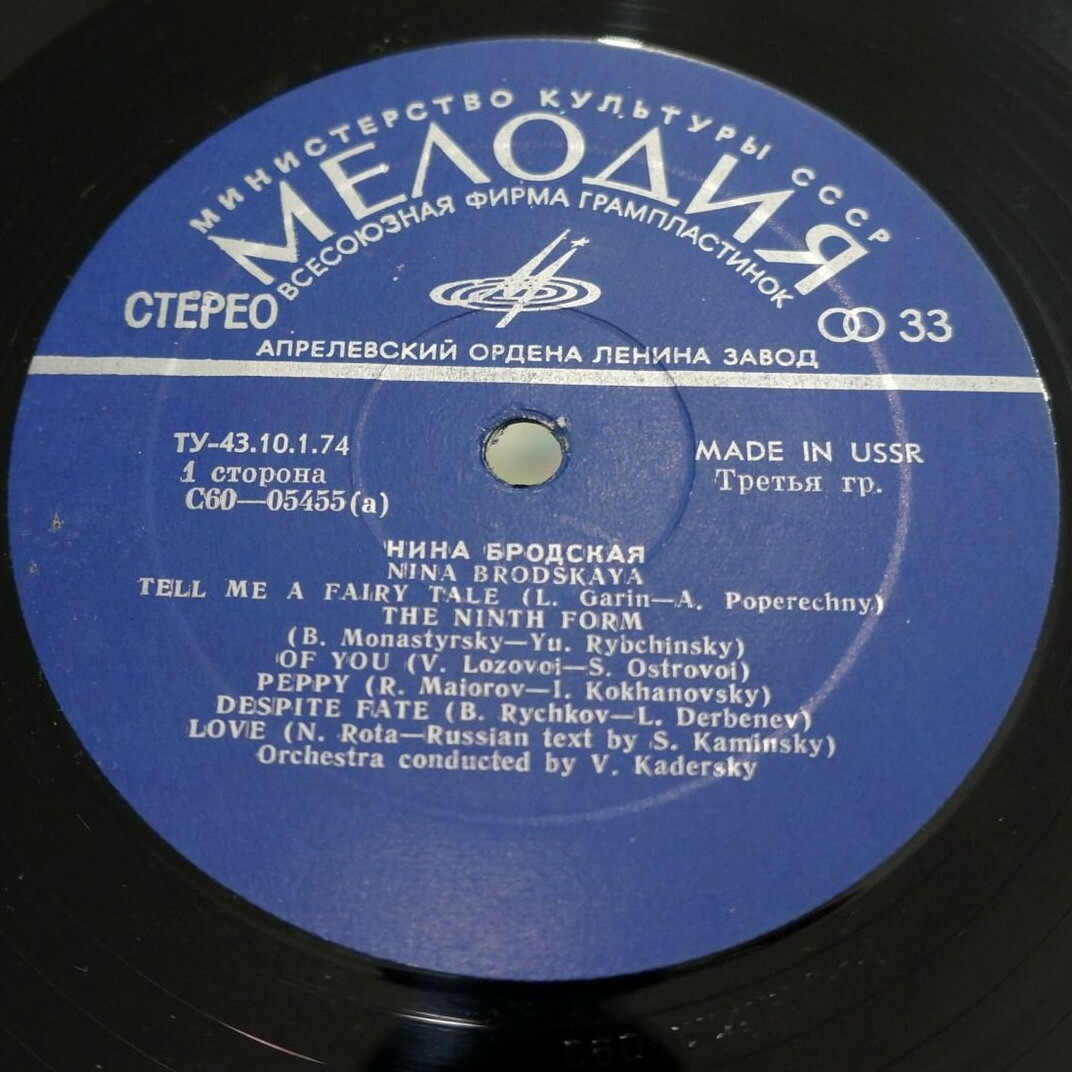 МИНИСТЕРСТВО КУЛЬТУРЫ СССР
МЕЛОДИЯ
ВСЕСОЮЗНАЯ ФИРМА ГРАМПЛАСТИНОК
СТЕРЕО
33
АПРЕЛЕВСКИЙ ОРДЕНА ЛЕНИНА ЗАВОД
ТУ-43.10.1.74
MADE IN USSR
1 сторона
Третья гр.
С60—05455(а)
НИНА БРОДСКАЯ
NINA BRODSKAYA
TELL ME A FAIRY TALE (L. Garin—A. Poperechny)
THE NINTH FORM
(B. Monastyrsky—Yu. Rybchinsky)
OF YOU (V. Lozovoi—S. Ostrovoi)
PEPPY (R. Maiorov—I. Kokhanovsky)
DESPITE FATE (B. Rychkov—L. Derbenev)
LOVE (N. Rota—Russian text by S. Kaminsky)
Orchestra conducted by V. Kadersky
С60